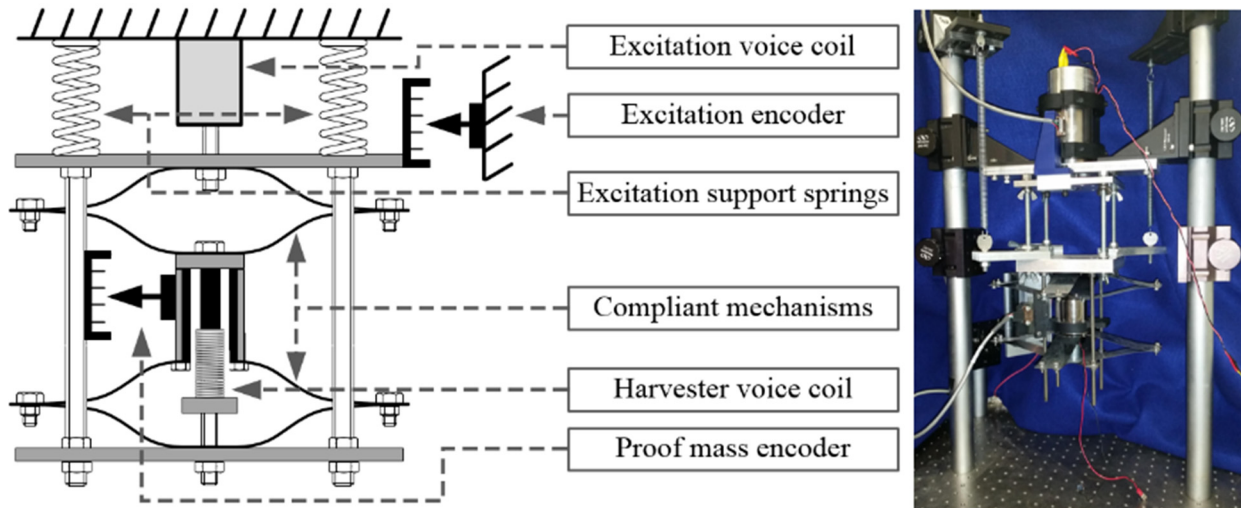 Excitation voice coil
Excitation encoder
Excitation support springs
Compliant mechanisms
Harvester voice coil
Proof mass encoder